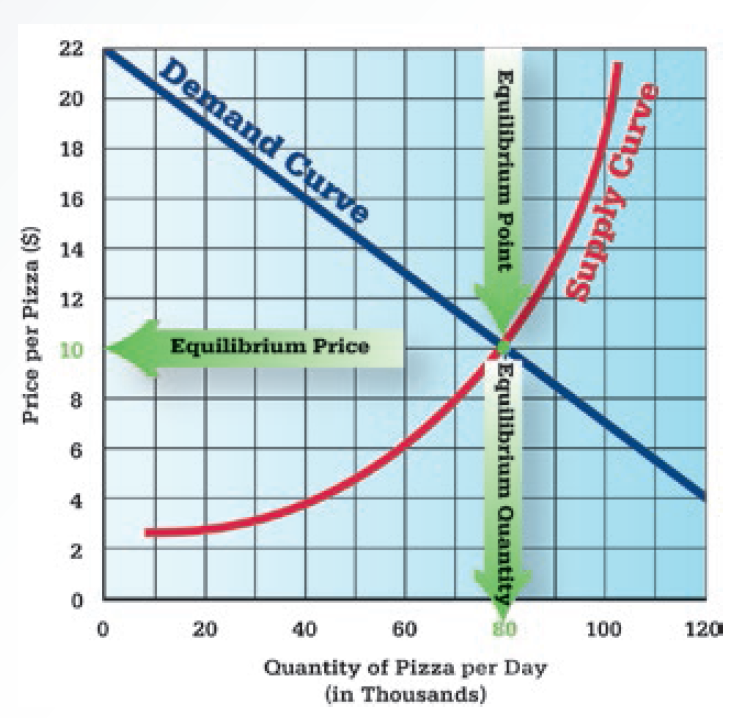 22
20
18
16
14
12
10
8
6
4
2
0
Price per Pizza ($)
Demand Curve
Equilibrium Point
Supply Curve
Equilibrium Price
Equilibrium Quantity
0
20
40
60
80
100
120
Quantity of Pizza per Day
(in Thousands)